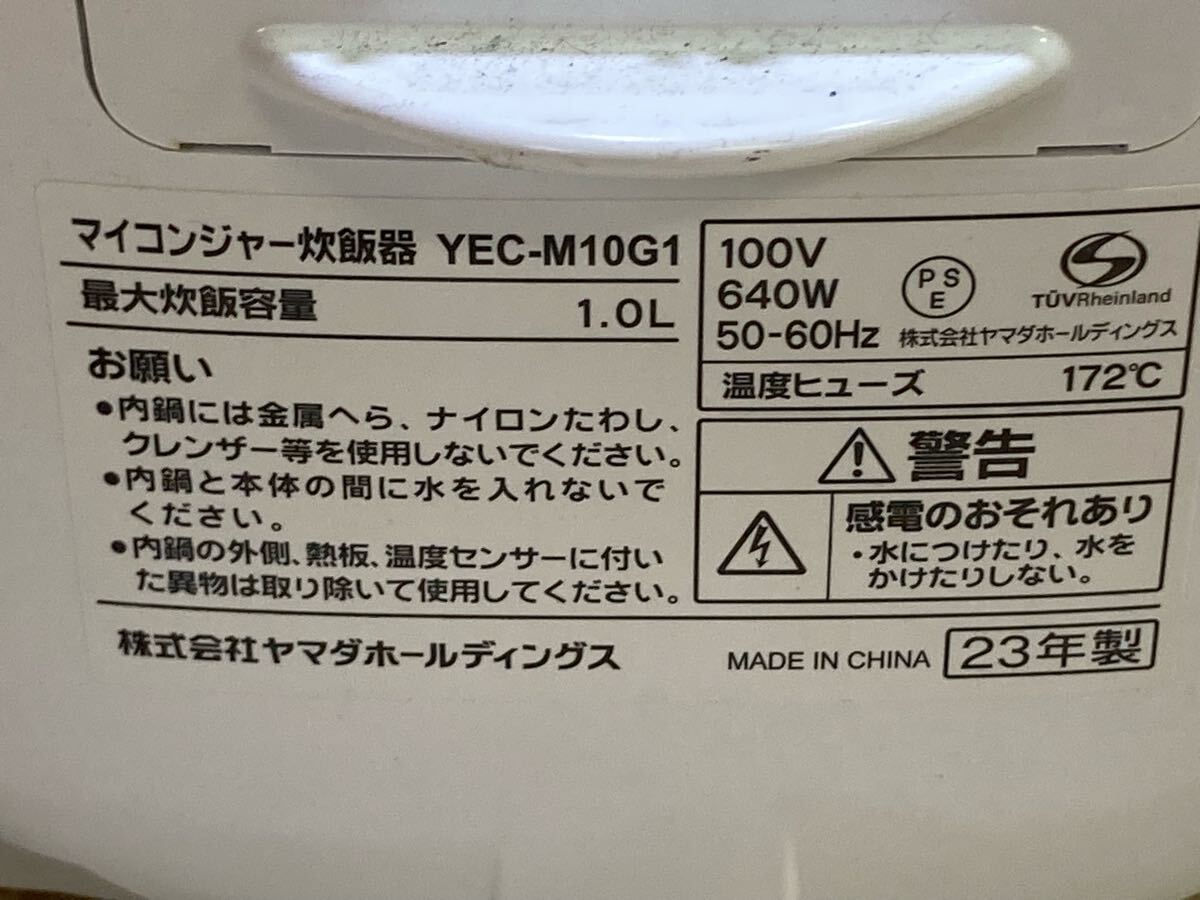 マイコンジャー炊飯器 YEC-M10G1
最大炊飯容量 1.0L
お願い
●内鍋には金属へら、ナイロンたわし、
クレンザー等を使用しないでください。
●内鍋と本体の間に水を入れないで
ください。
●内鍋の外側、熱板、温度センサーに付い
た異物は取り除いて使用してください。
100V
640W
50-60Hz
PS
E
TÜVRheinland
株式会社ヤマダホールディングス
温度ヒューズ 172℃
警告
感電のおそれあり
・水につけたり、水を
かけたりしない。
株式会社ヤマダホールディングス
MADE IN CHINA 23年製